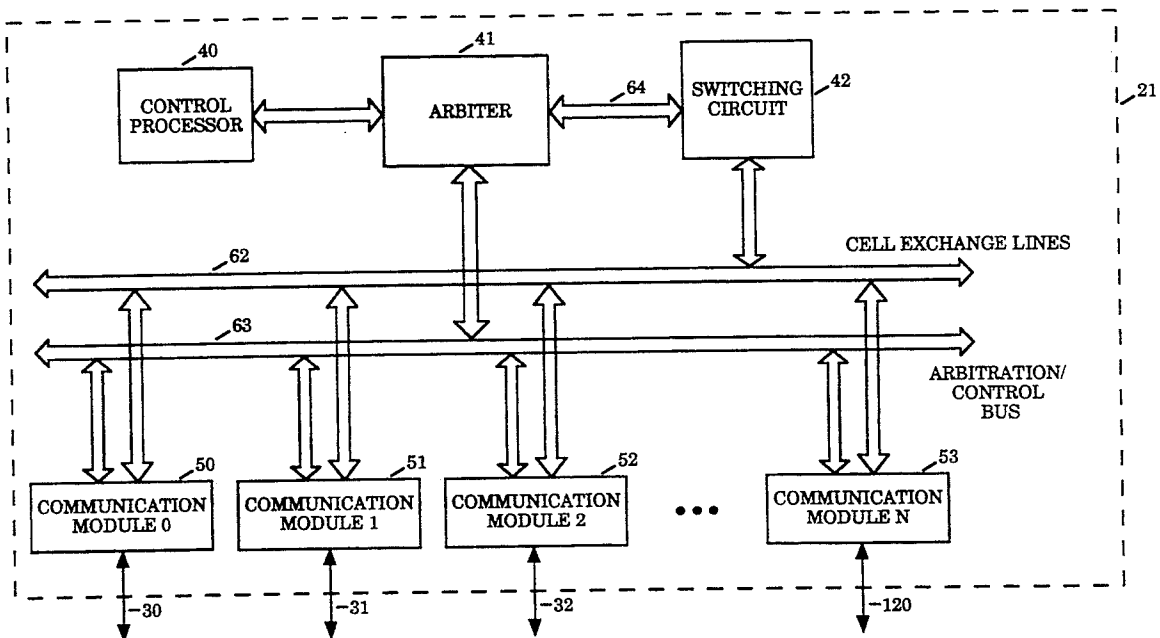 40
41
42
21
CONTROL
PROCESSOR
ARBITER
64
SWITCHING
CIRCUIT
62
CELL EXCHANGE LINES
63
ARBITRATION/
CONTROL
BUS
50
51
52
53
COMMUNICATION
MODULE 0
COMMUNICATION
MODULE 1
COMMUNICATION
MODULE 2
COMMUNICATION
MODULE N
30
31
32
120